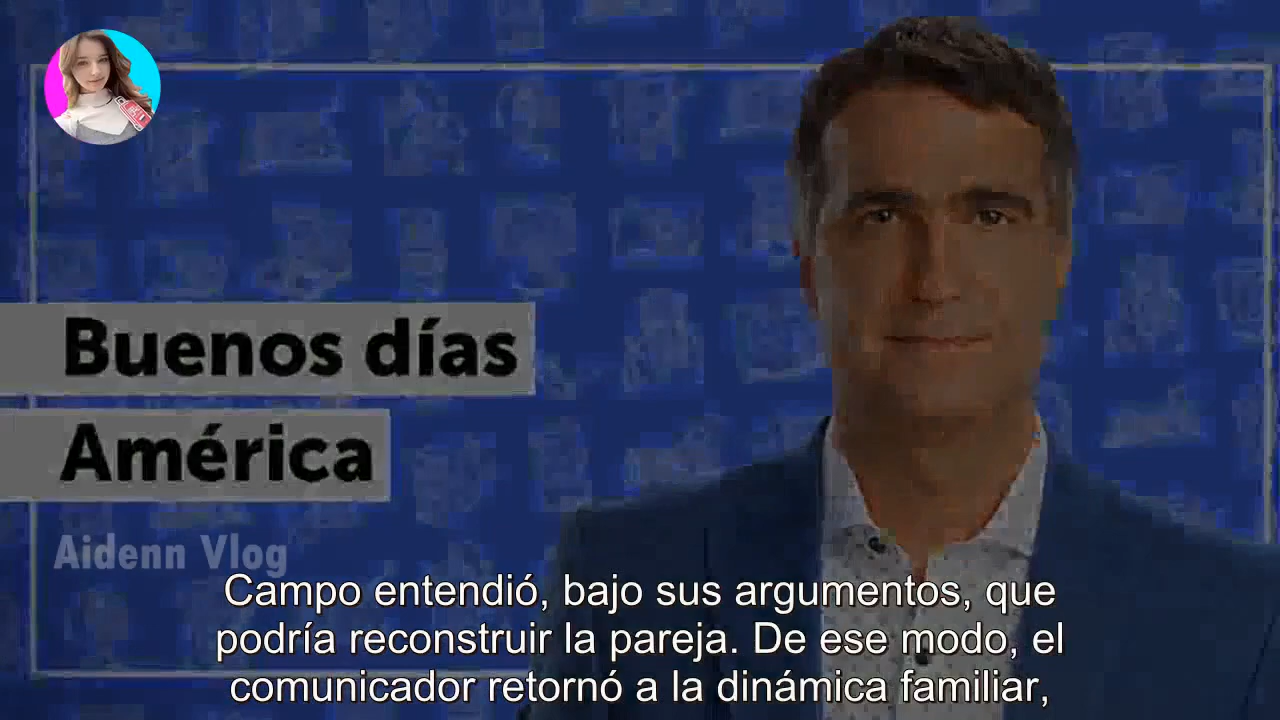 Buenos días
América
Aidenn Vlog
Campo entendió, bajo sus argumentos, que
podría reconstruir la pareja. De ese modo, el
comunicador retornó a la dinámica familiar,